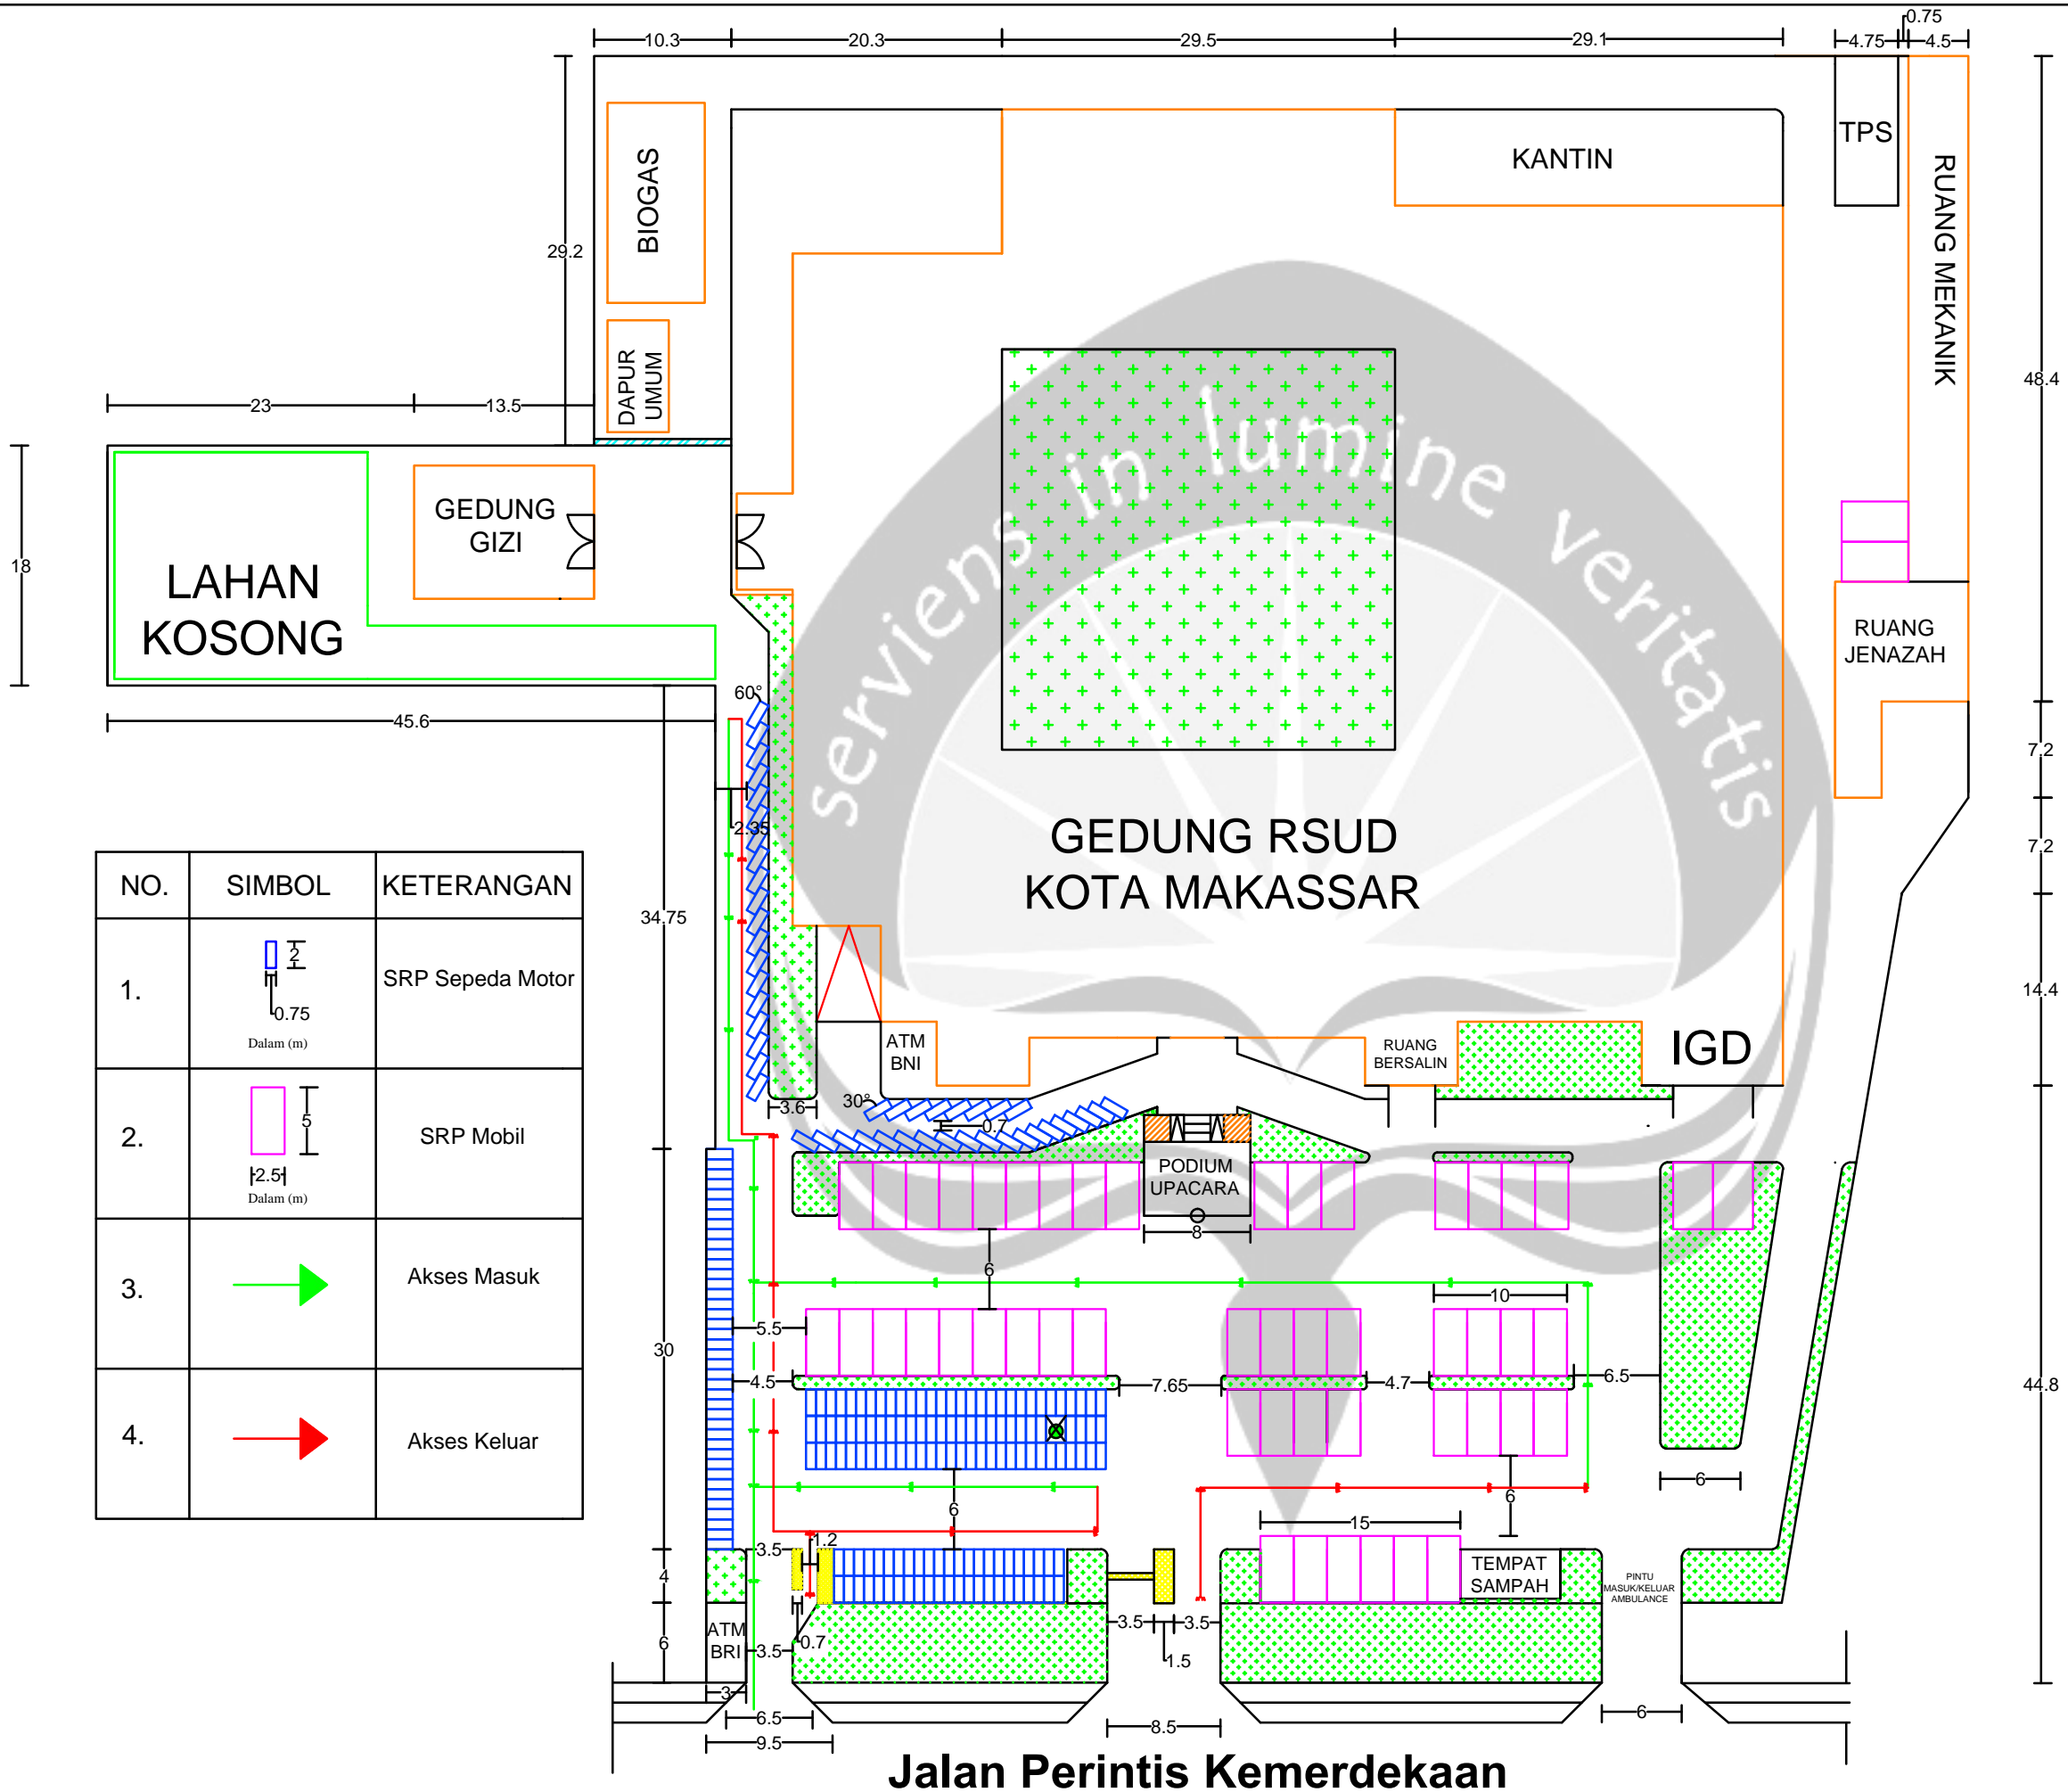 10.3
20.3
29.5
29.1
4.75
0.75
4.5
29.2
BIOGAS
DAPUR
UMUM
KANTIN
TPS
RUANG MEKANIK
48.4
23
13.5
18
LAHAN
KOSONG
GEDUNG
GIZI
45.6
serviens in lumine veritatis
RUANG
JENAZAH
60°
2.35
34.75
7.2
7.2
14.4
44.8
GEDUNG RSUD
KOTA MAKASSAR
NO.
SIMBOL
KETERANGAN
1.
2
0.75
Dalam (m)
SRP Sepeda Motor
2.
5
2.5
Dalam (m)
SRP Mobil
3.
Akses Masuk
4.
Akses Keluar
ATM
BNI
RUANG
BERSALIN
IGD
3.6
30°
0.7
PODIUM
UPACARA
8
6
10
5.5
30
4.5
7.65
4.7
6.5
6
6
6
15
3.5
1.2
4
TEMPAT
SAMPAH
PINTU
MASUK/KELUAR
AMBULANCE
6
ATM
BRI
3.5
0.7
3.5
3.5
1.5
3
6.5
9.5
8.5
6
Jalan Perintis Kemerdekaan